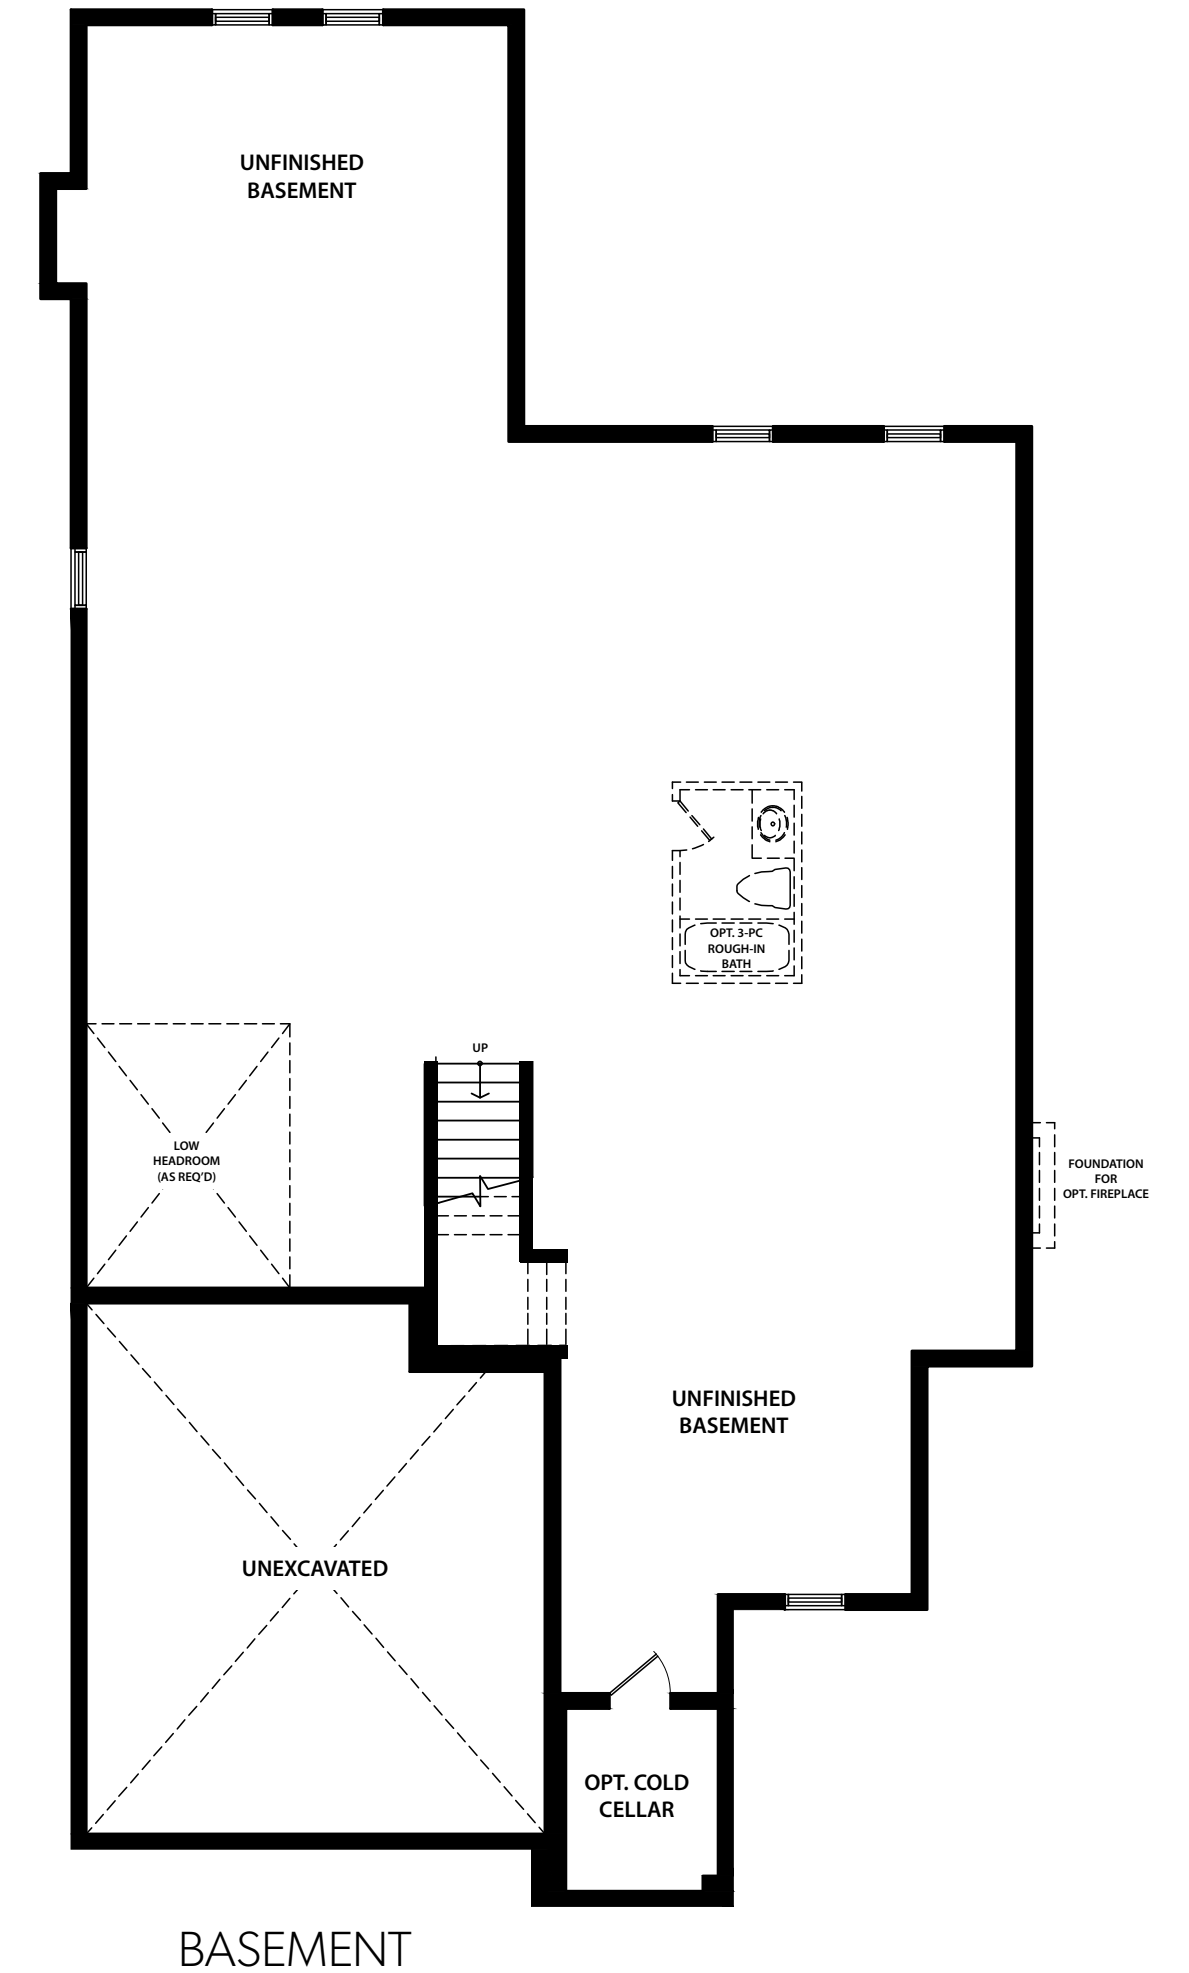 UNFINISHED
BASEMENT
OPT. 3-PC
ROUGH-IN
BATH
UP
LOW
HEADROOM
(AS REQ'D)
FOUNDATION
FOR
OPT. FIREPLACE
UNFINISHED
BASEMENT
UNEXCAVATED
OPT. COLD
CELLAR
BASEMENT